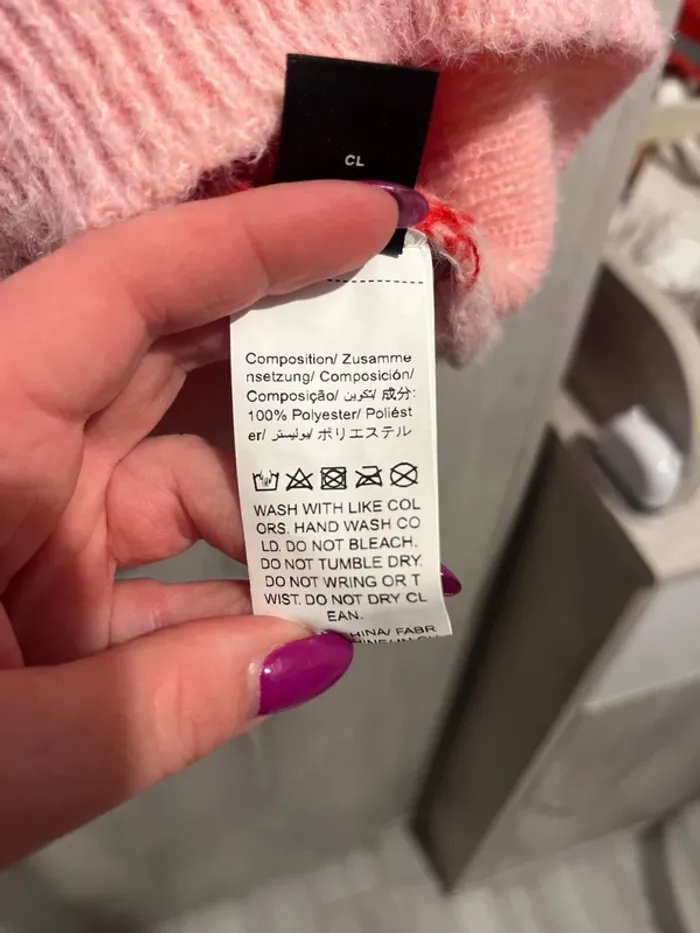 CL
Composition/ Zusamme
nsetzung/ Composición/
Composição/ تكوين/ 成分:
100% Polyester/ Poliést
er/ بوليستر/ ポリエステル
WASH WITH LIKE COL
ORS. HAND WASH CO
LD. DO NOT BLEACH.
DO NOT TUMBLE DRY.
DO NOT WRING OR T
WIST. DO NOT DRY CL
EAN.
HINA/ FABR